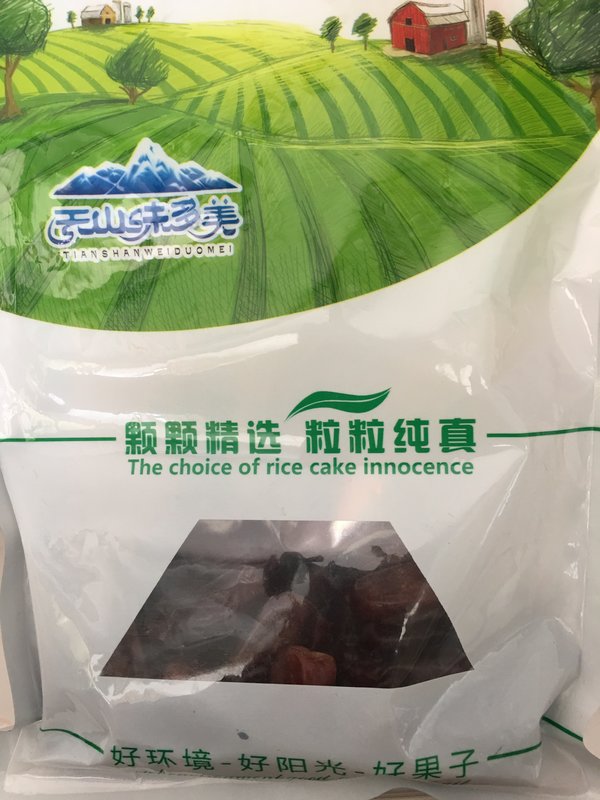 天山味多美
TIANSHANWEIDUOMEI
颗颗精选 粒粒纯真
The choice of rice cake innocence
好环境-好阳光-好果子